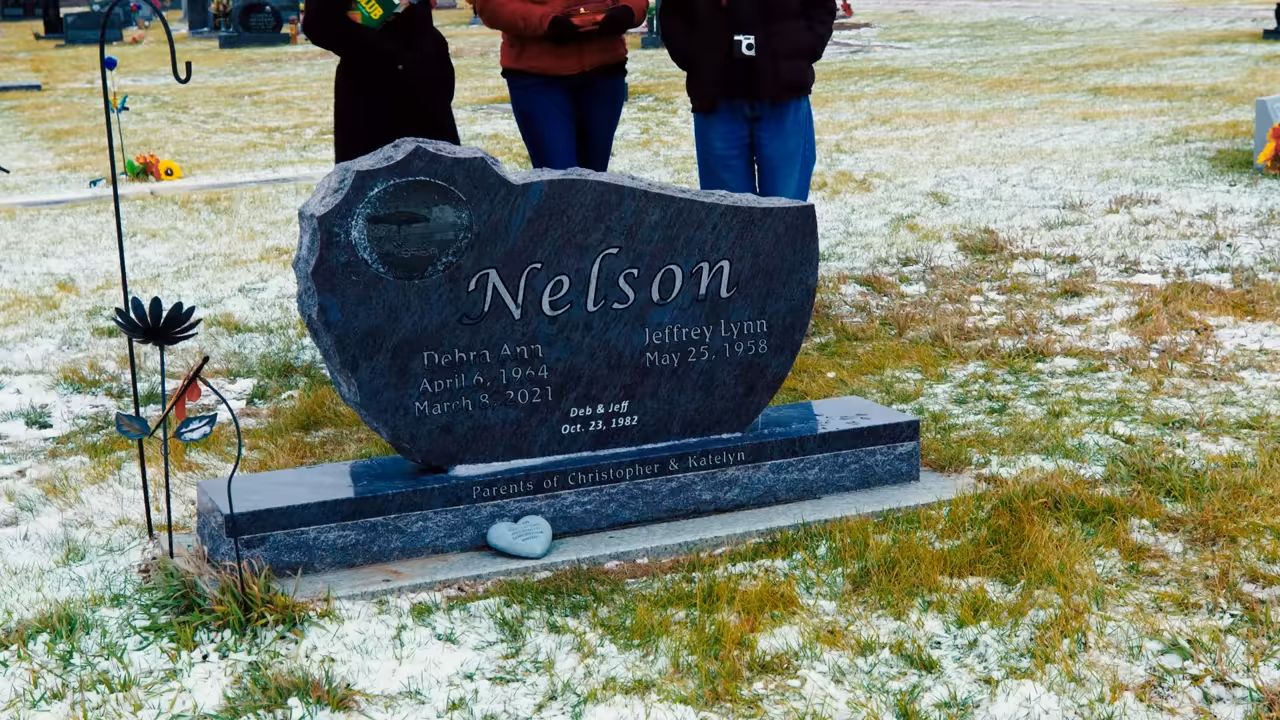 CLUB
Nelson
Debra Ann
April 6, 1964
March 8, 2021
Jeffrey Lynn
May 25, 1958
Deb & Jeff
Oct. 23, 1982
Parents of Christopher & Katelyn